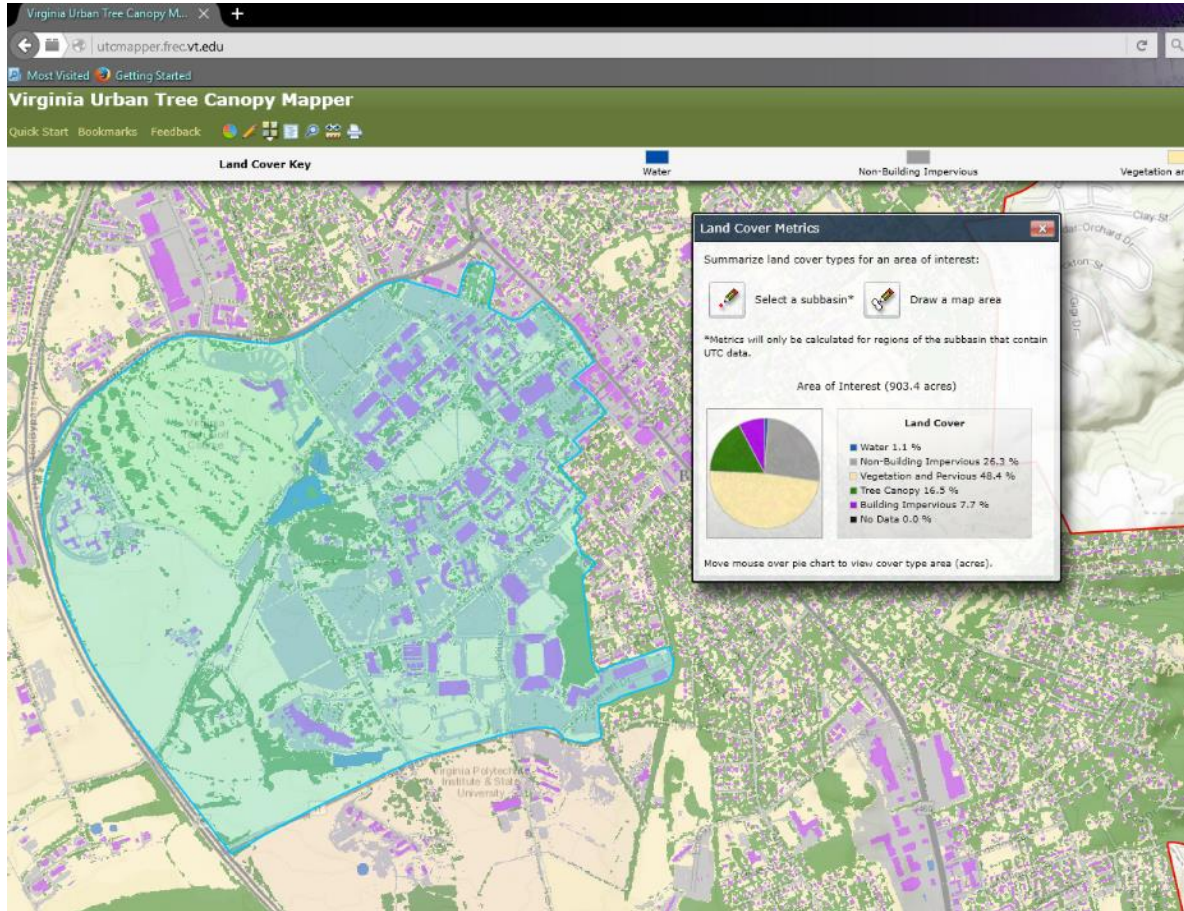 Virginia Urban Tree Canopy M...
utcmapper.frec.vt.edu
Most Visited Getting Started
Virginia Urban Tree Canopy Mapper
Quick Start Bookmarks Feedback
Land Cover Key
Water
Non-Building Impervious
Vegetation an
Land Cover Metrics
Summarize land cover types for an area of interest:
Select a subbasin* Draw a map area
*Metrics will only be calculated for regions of the subbasin that contain
UTC data.
Area of Interest (903.4 acres)
Land Cover
Water 1.1 %
Non-Building Impervious 26.3 %
Vegetation and Pervious 48.4 %
Tree Canopy 16.5 %
Building Impervious 7.7 %
No Data 0.0 %
Move mouse over pie chart to view cover type area (acres).
Clay St
Orchard Dr
Virginia Polytechnic
Institute & State
University